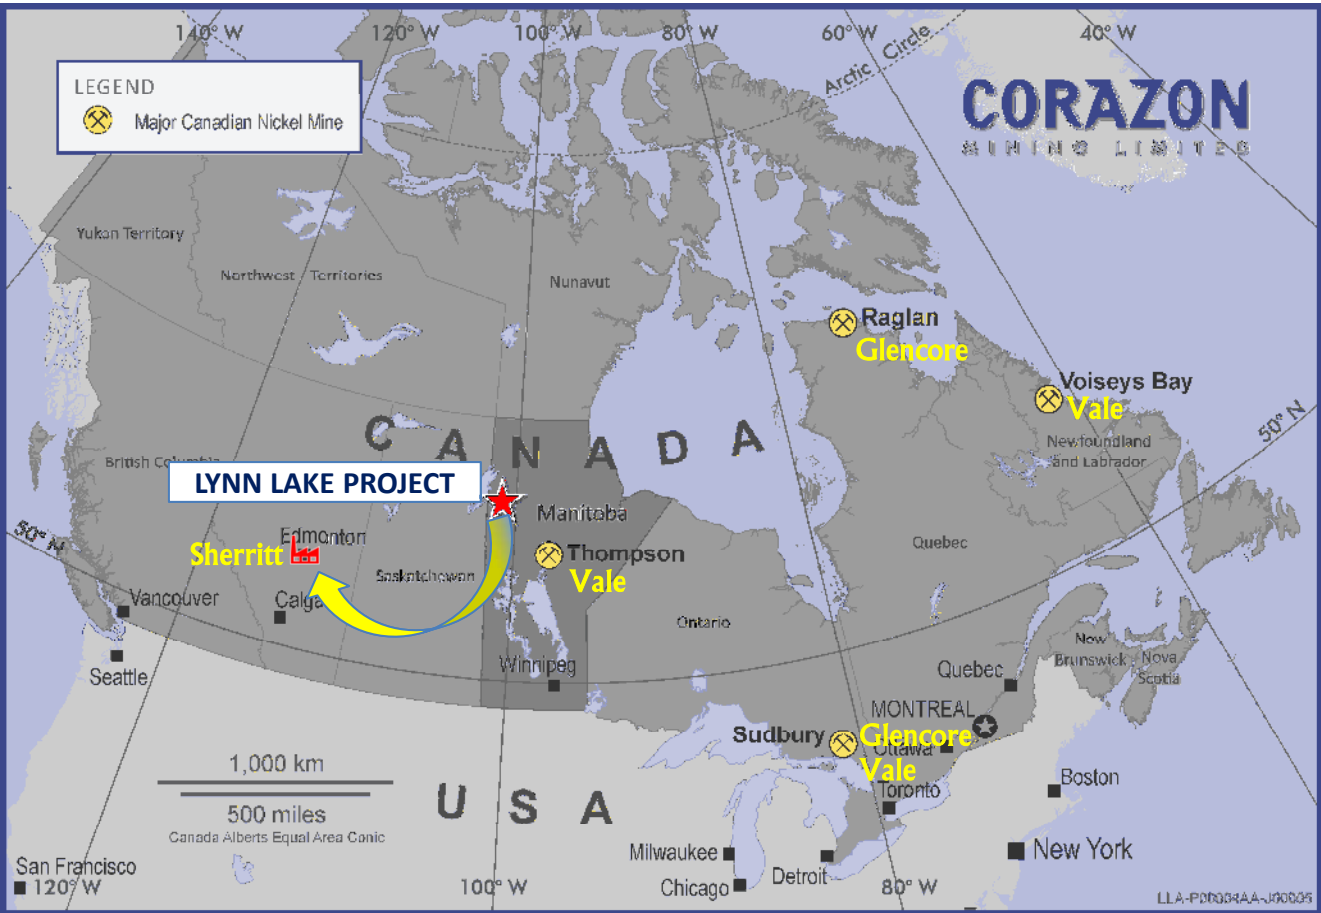 140° W
120° W
100° W
80° W
60° W
40° W
Arctic Circle
LEGEND
Major Canadian Nickel Mine
CORAZON
MINING LIMITED
Yukon Territory
Northwest Territories
Nunavut
Raglan
Glencore
Voiseys Bay
Vale
50° N
CANADA
Newfoundland
and Labrador
British Columbia
LYNN LAKE PROJECT
Manitoba
50° N
Edmonton
Sherritt
Thompson
Vale
Quebec
Saskatchewan
Vancouver
Calga
Ontario
Seattle
Winnipeg
New
Brunswick
Nova
Scotia
Quebec
MONTREAL
Sudbury
Glencore
Ottawa
Vale
Toronto
1,000 km
500 miles
Canada Alberts Equal Area Conic
USA
Boston
New York
Milwaukee
Chicago
Detroit
San Francisco
120° W
100° W
80° W